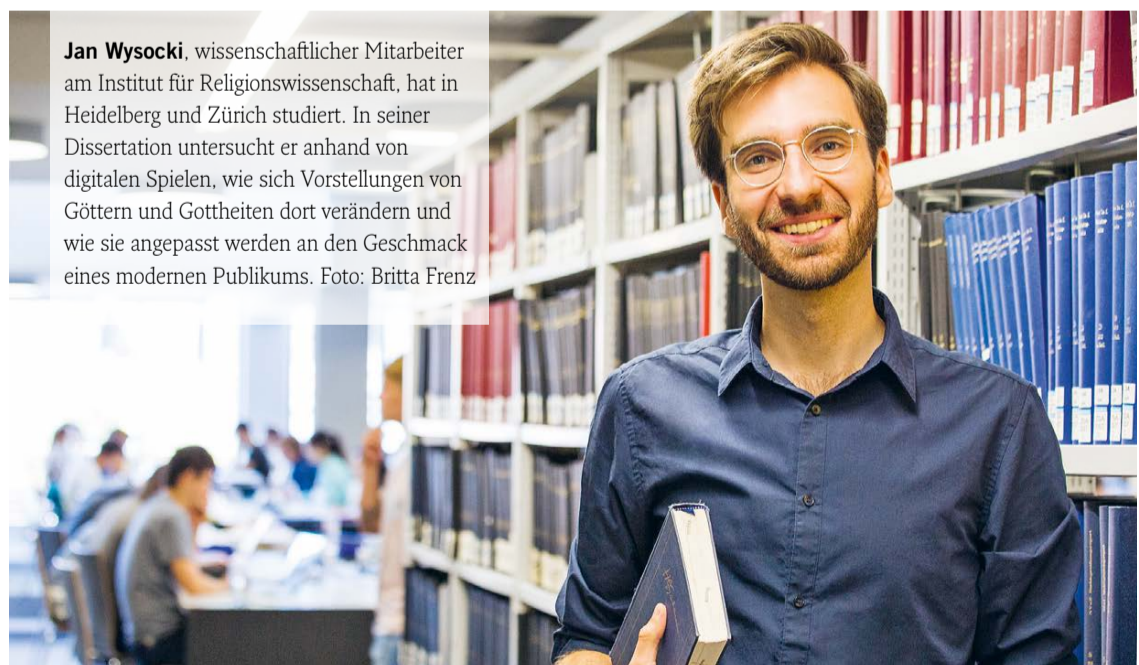 Jan Wysocki, wissenschaftlicher Mitarbeiter
am Institut für Religionswissenschaft, hat in
Heidelberg und Zürich studiert. In seiner
Dissertation untersucht er anhand von
digitalen Spielen, wie sich Vorstellungen von
Göttern und Gottheiten dort verändern und
wie sie angepasst werden an den Geschmack
eines modernen Publikums. Foto: Britta Frenz